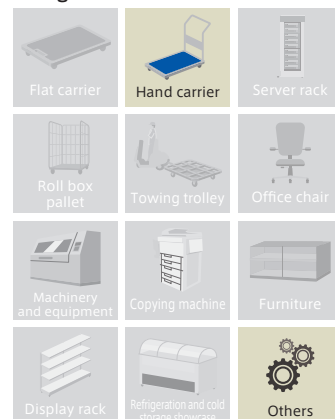 Flat carrier
Hand carrier
Server rack
Roll box
pallet
Towing trolley
Office chair
Machinery
and equipment
Copying machine
Furniture
Display rack
Refrigeration and cold
storage showcase
Others